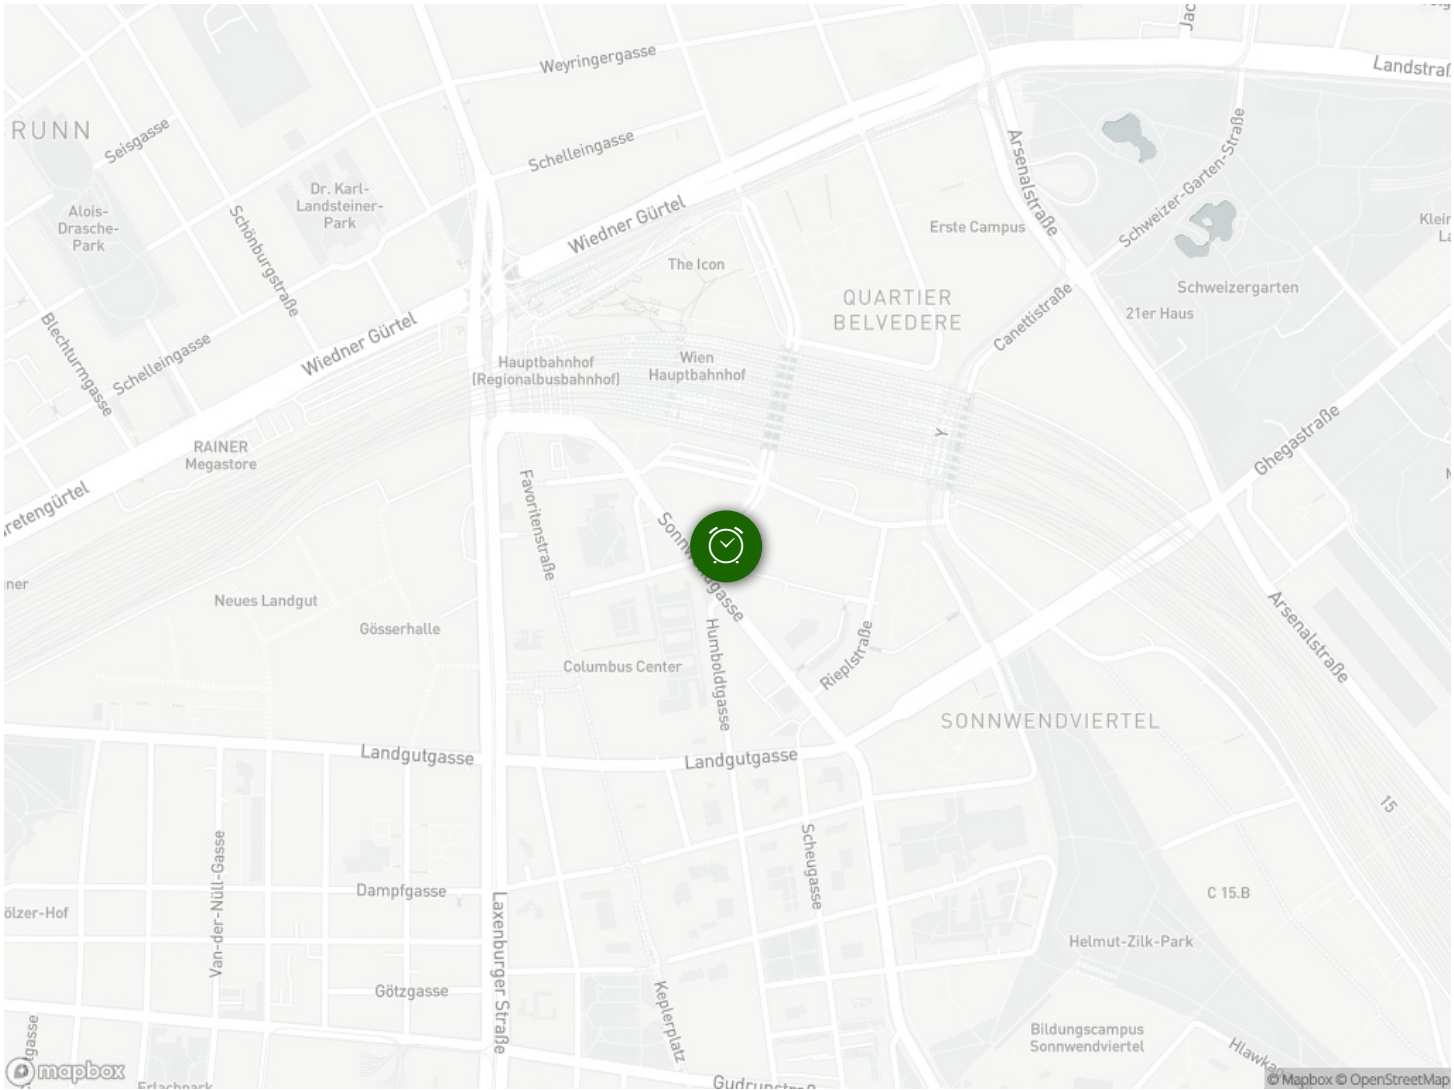 Weyringergasse
Landstraß
RUNN
Seisgasse
Schelleingasse
Arsenalstraße
Schweizer-Garten-Straße
Dr. Karl-
Landsteiner-
Park
Alois-
Drasche-
Park
Schönburgstraße
Wiedner Gürtel
Erste Campus
The Icon
Schweizergarten
QUARTIER
BELVEDERE
21er Haus
Canettistraße
Blechturmgasse
Schelleingasse
Wiedner Gürtel
Hauptbahnhof
(Regionalbusbahnhof)
Wien
Hauptbahnhof
RAINER
Megastore
Ghegastraße
retengürtel
Favoritenstraße
Sonnwendgasse
ner
Neues Landgut
Gösserhalle
Columbus Center
Humboldtgasse
Rieplstraße
Arsenalstraße
SONNWENDVIERTEL
Landgutgasse
Landgutgasse
15
Van-der-Nüll-Gasse
Dampfgasse
Scheugasse
C 15.B
ölzer-Hof
Laxenburger Straße
Helmut-Zilk-Park
Götzgasse
Keplerplatz
Bildungscampus
Sonnwendviertel
mapbox
Gudrunstraß
© Mapbox © OpenStreetMap